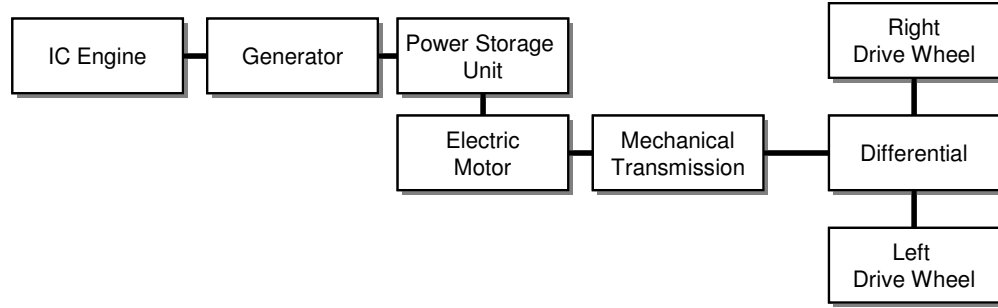 IC Engine
Generator
Power Storage
Unit
Electric
Motor
Mechanical
Transmission
Right
Drive Wheel
Differential
Left
Drive Wheel